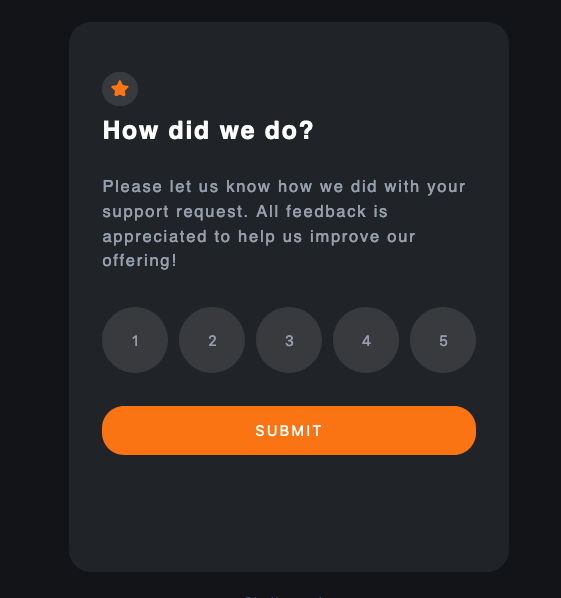 How did we do?
Please let us know how we did with your
support request. All feedback is
appreciated to help us improve our
offering!
1 2 3 4 5
SUBMIT